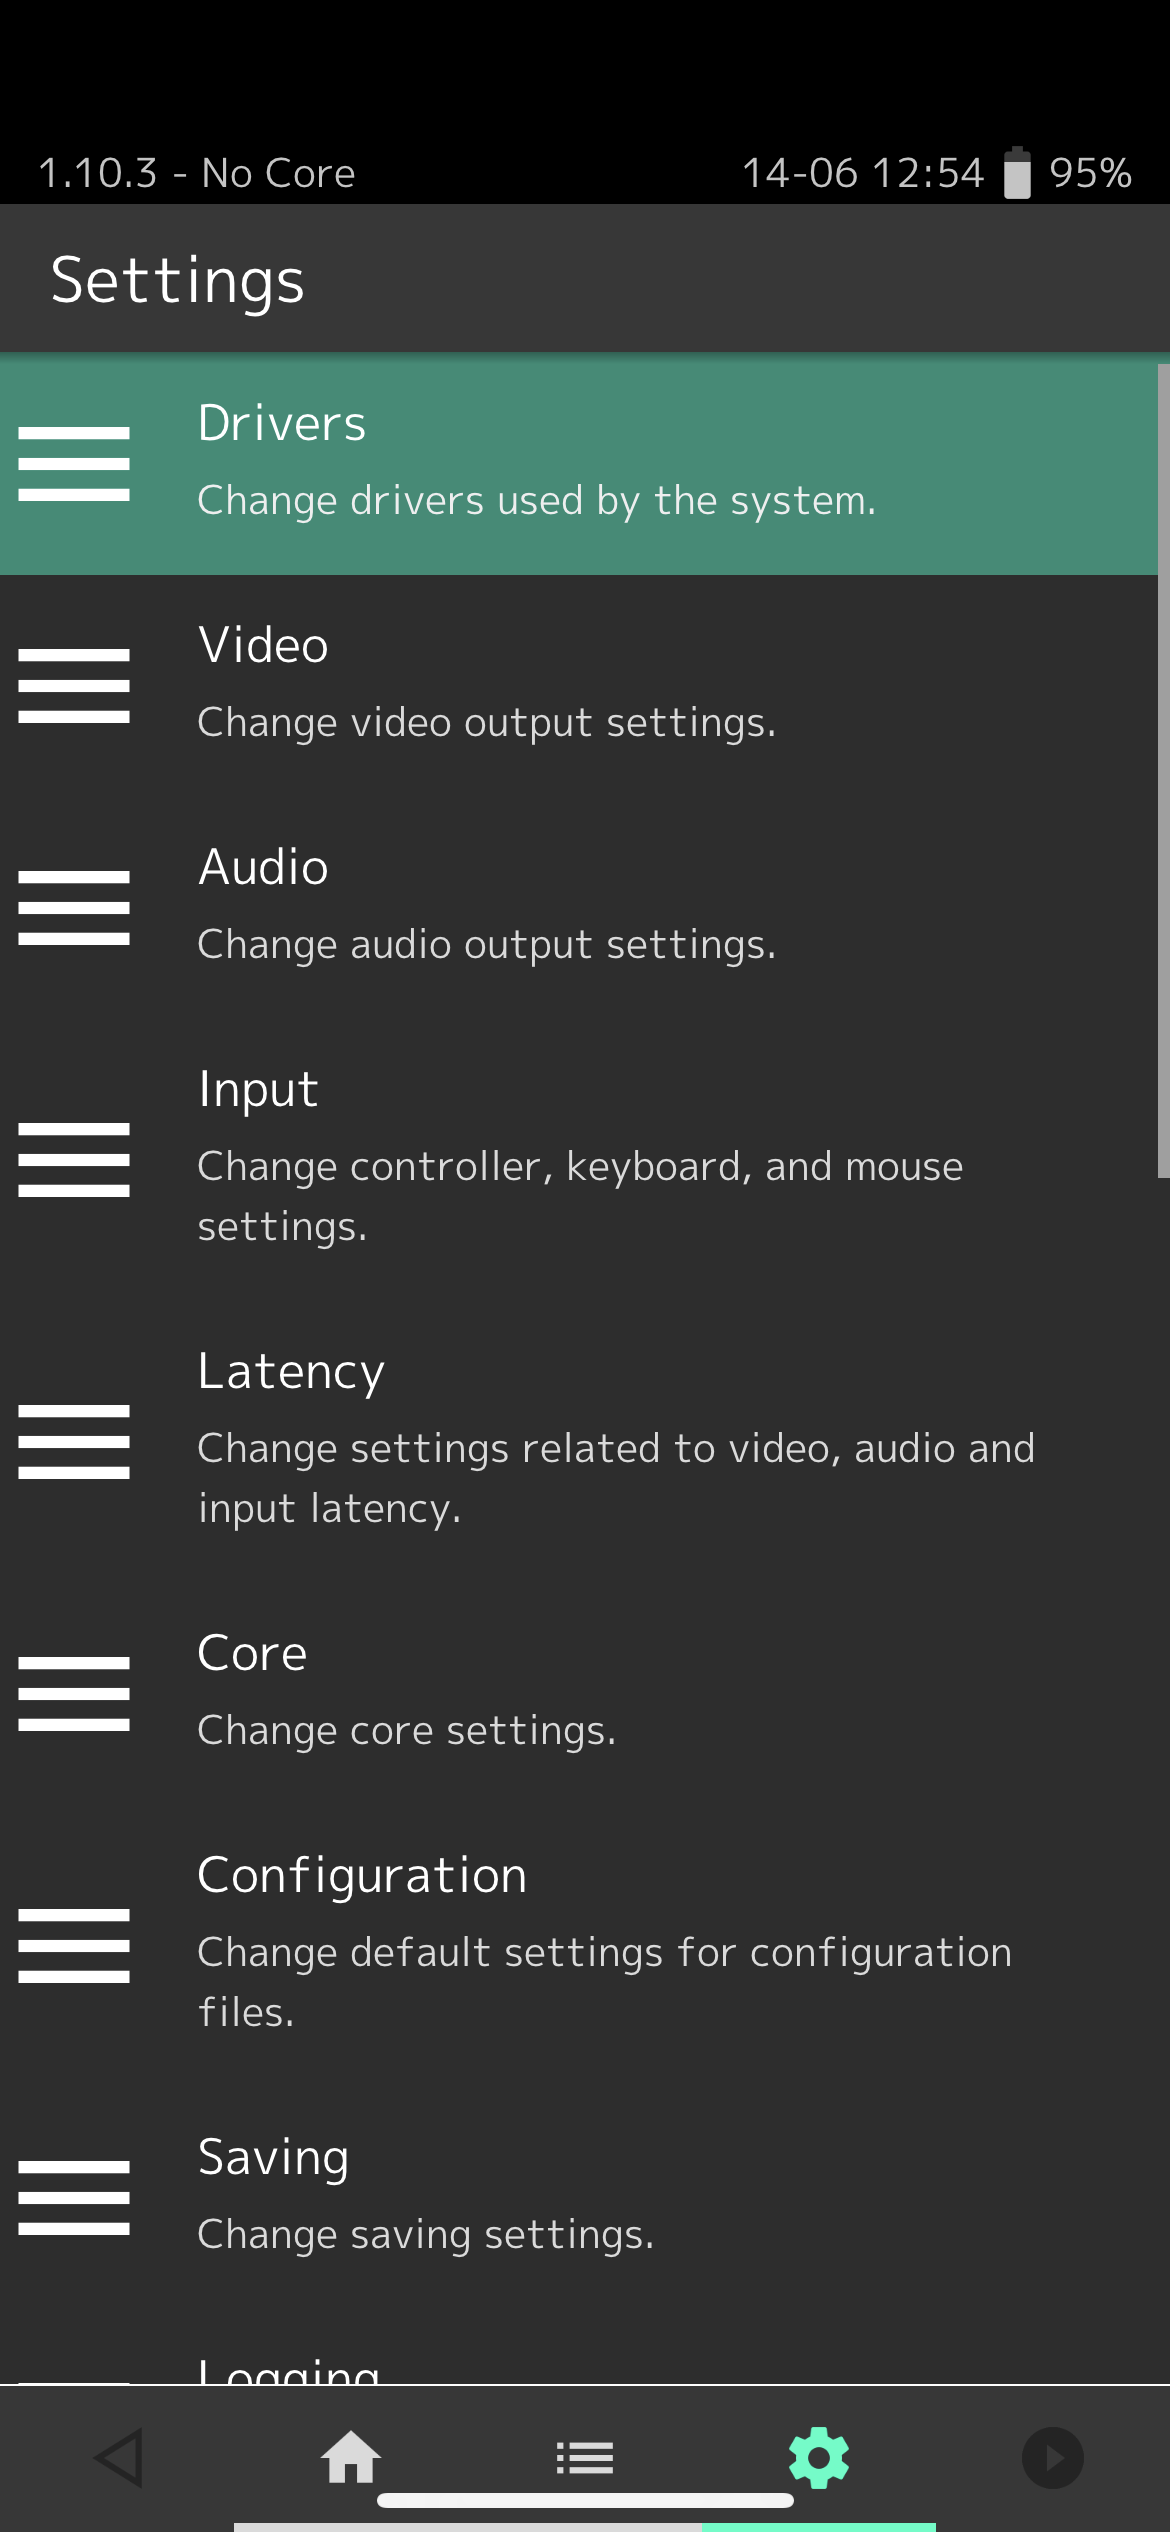 1.10.3 - No Core 14-06 12:54 95%
Settings
Drivers
Change drivers used by the system.
Video
Change video output settings.
Audio
Change audio output settings.
Input
Change controller, keyboard, and mouse
settings.
Latency
Change settings related to video, audio and
input latency.
Core
Change core settings.
Configuration
Change default settings for configuration
files.
Saving
Change saving settings.
Logging